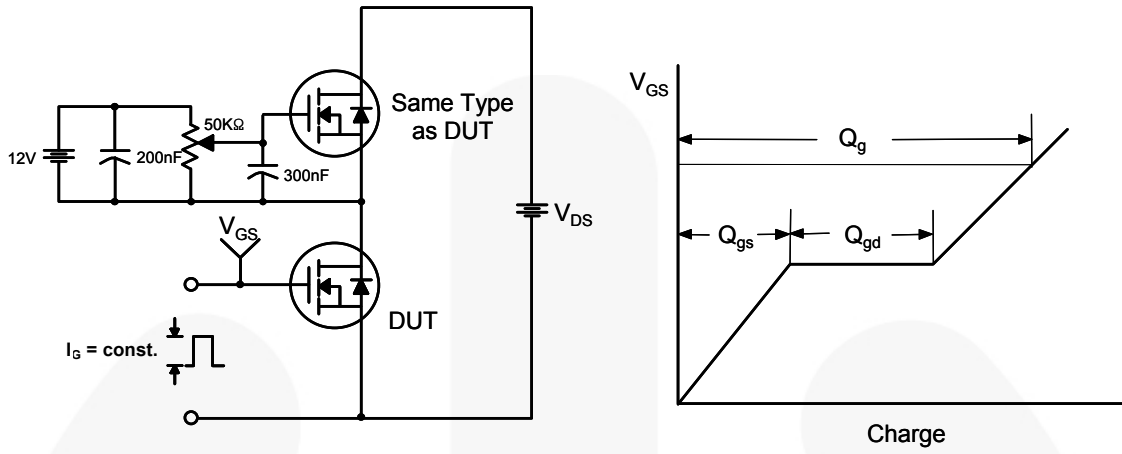 12V
200nF
50KΩ
300nF
Same Type
as DUT
V_DS
V_GS
DUT
I_G = const.
V_GS
Q_g
Q_gs
Q_gd
Charge